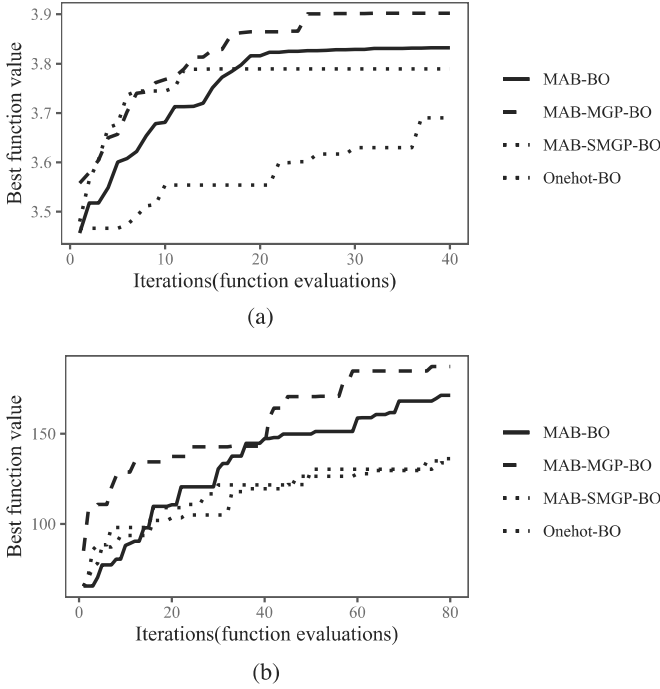 Best function value
3.9
3.8
3.7
3.6
3.5
0 10 20 30 40
Iterations(function evaluations)
MAB-BO
MAB-MGP-BO
MAB-SMGP-BO
Onehot-BO
(a)
Best function value
150
100
0 20 40 60 80
Iterations(function evaluations)
MAB-BO
MAB-MGP-BO
MAB-SMGP-BO
Onehot-BO
(b)